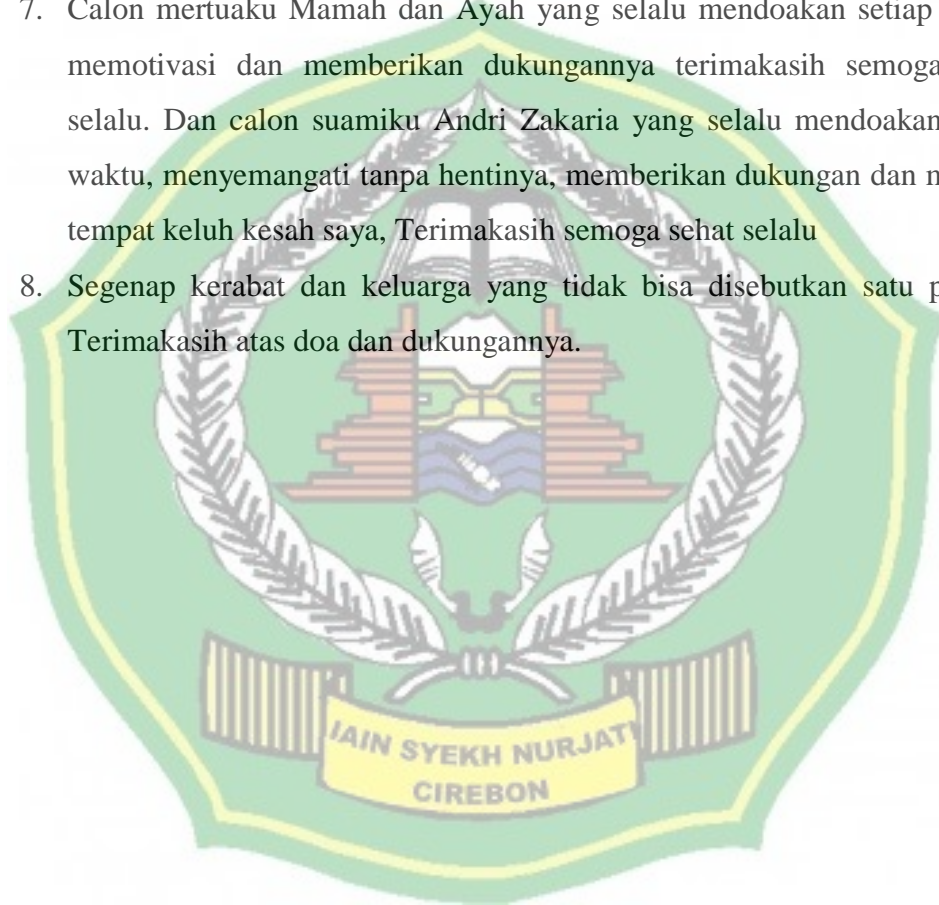 7. Calon mertuaku Mamah dan Ayah yang selalu mendoakan setiap
memotivasi dan memberikan dukungannya terimakasih semoga
selalu. Dan calon suamiku Andri Zakaria yang selalu mendoakan
waktu, menyemangati tanpa hentinya, memberikan dukungan dan
tempat keluh kesah saya, Terimakasih semoga sehat selalu
8. Segenap kerabat dan keluarga yang tidak bisa disebutkan satu
Terimakasih atas doa dan dukungannya.
IAIN SYEKH NURJATI
CIREBON